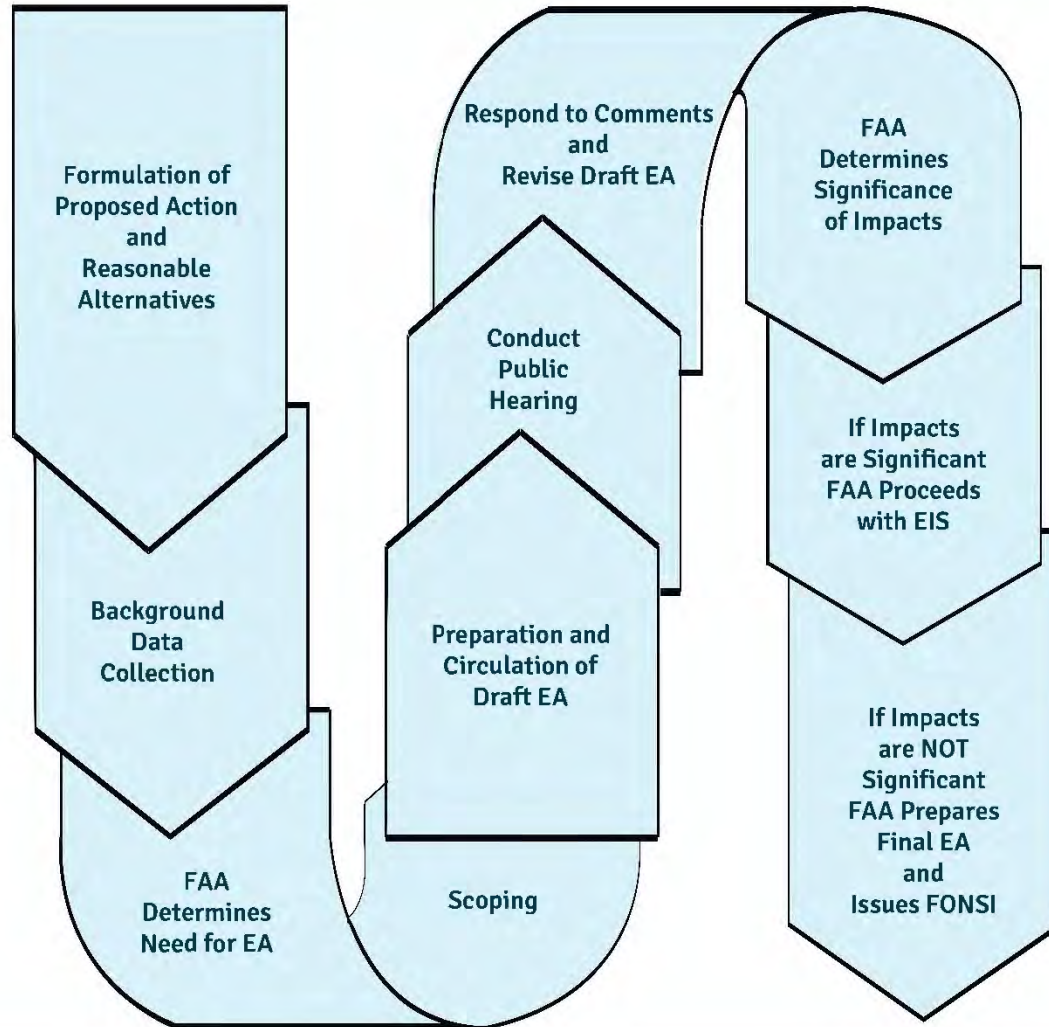 Formulation of
Proposed Action
and
Reasonable
Alternatives
Background
Data
Collection
FAA
Determines
Need for EA
Scoping
Preparation and
Circulation of
Draft EA
Conduct
Public
Hearing
Respond to Comments
and
Revise Draft EA
FAA
Determines
Significance
of Impacts
If Impacts
are Significant
FAA Proceeds
with EIS
If Impacts
are NOT
Significant
FAA Prepares
Final EA
and
Issues FONSI